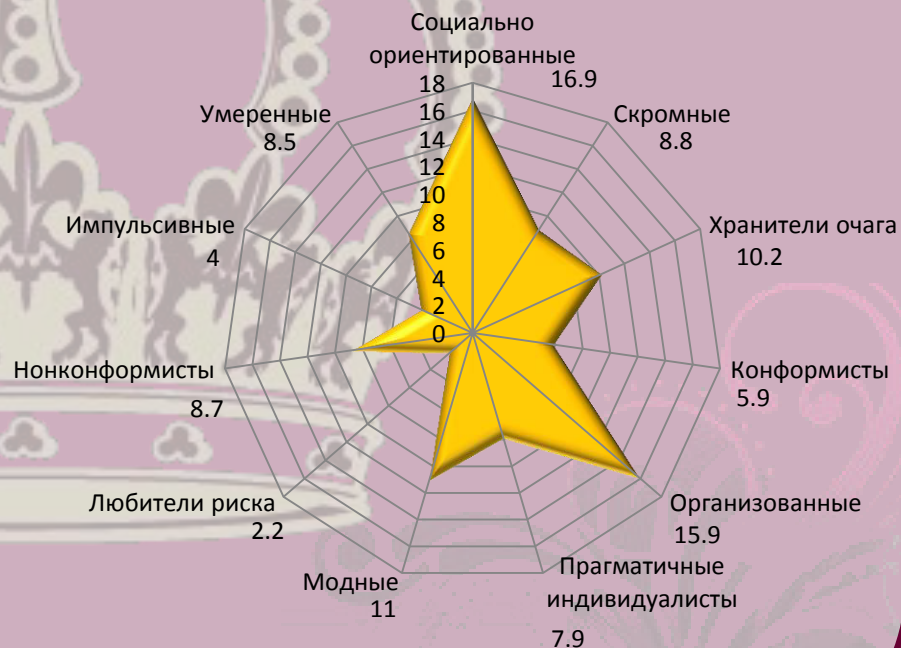 Социально
ориентированные
16.9
Скромные
8.8
Хранители очага
10.2
Конформисты
5.9
Организованные
15.9
Прагматичные
индивидуалисты
7.9
Модные
11
Любители риска
2.2
Нонконформисты
8.7
Импульсивные
4
Умеренные
8.5
18
16
14
12
10
8
6
4
2
0